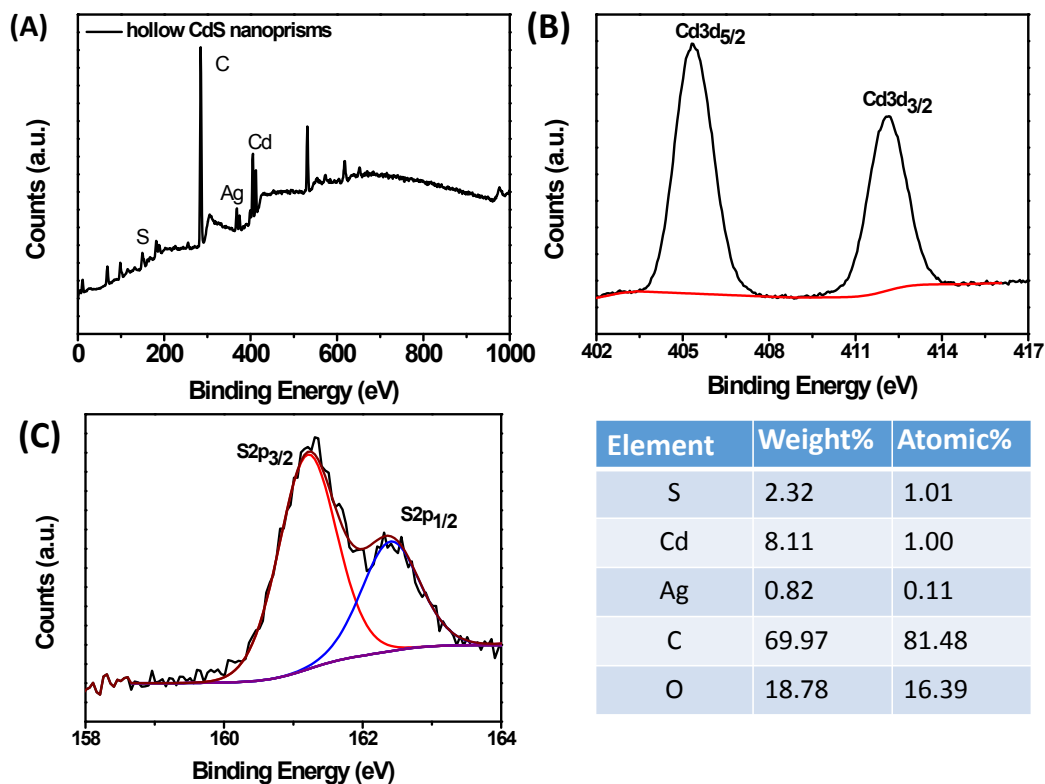 (A)
hollow CdS nanoprisms
C
Cd
Ag
S
Counts (a.u.)
0 200 400 600 800 1000
Binding Energy (eV)
(B)
Cd3d5/2
Cd3d3/2
Counts (a.u.)
402 405 408 411 414 417
Binding Energy (eV)
(C)
S2p3/2
S2p1/2
Counts (a.u.)
158 160 162 164
Binding Energy (eV)
Element Weight% Atomic%
S 2.32 1.01
Cd 8.11 1.00
Ag 0.82 0.11
C 69.97 81.48
O 18.78 16.39